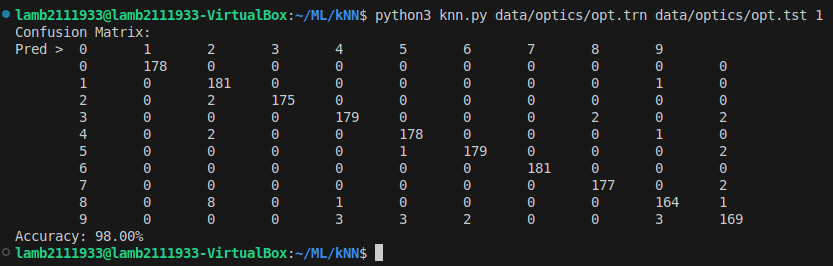 lamb2111933@lamb2111933-VirtualBox:~/ML/kNN$ python3 knn.py data/optics/opt.trn data/optics/opt.tst 1
Confusion Matrix:
Pred >  0       1       2       3       4       5       6       7       8       9
        0       178     0       0       0       0       0       0       0       0       0
        1       0       181     0       0       0       0       0       0       1       0
        2       0       2       175     0       0       0       0       0       0       0
        3       0       0       0       179     0       0       0       2       0       2
        4       0       2       0       0       178     0       0       0       1       0
        5       0       0       0       0       1       179     0       0       0       2
        6       0       0       0       0       0       0       181     0       0       0
        7       0       0       0       0       0       0       0       177     0       2
        8       0       8       0       1       0       0       0       0       164     1
        9       0       0       0       3       3       2       0       0       3       169
Accuracy: 98.00%
lamb2111933@lamb2111933-VirtualBox:~/ML/kNN$